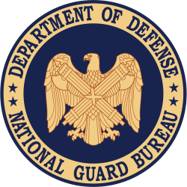 DEPARTMENT OF DEFENSE
NATIONAL GUARD BUREAU